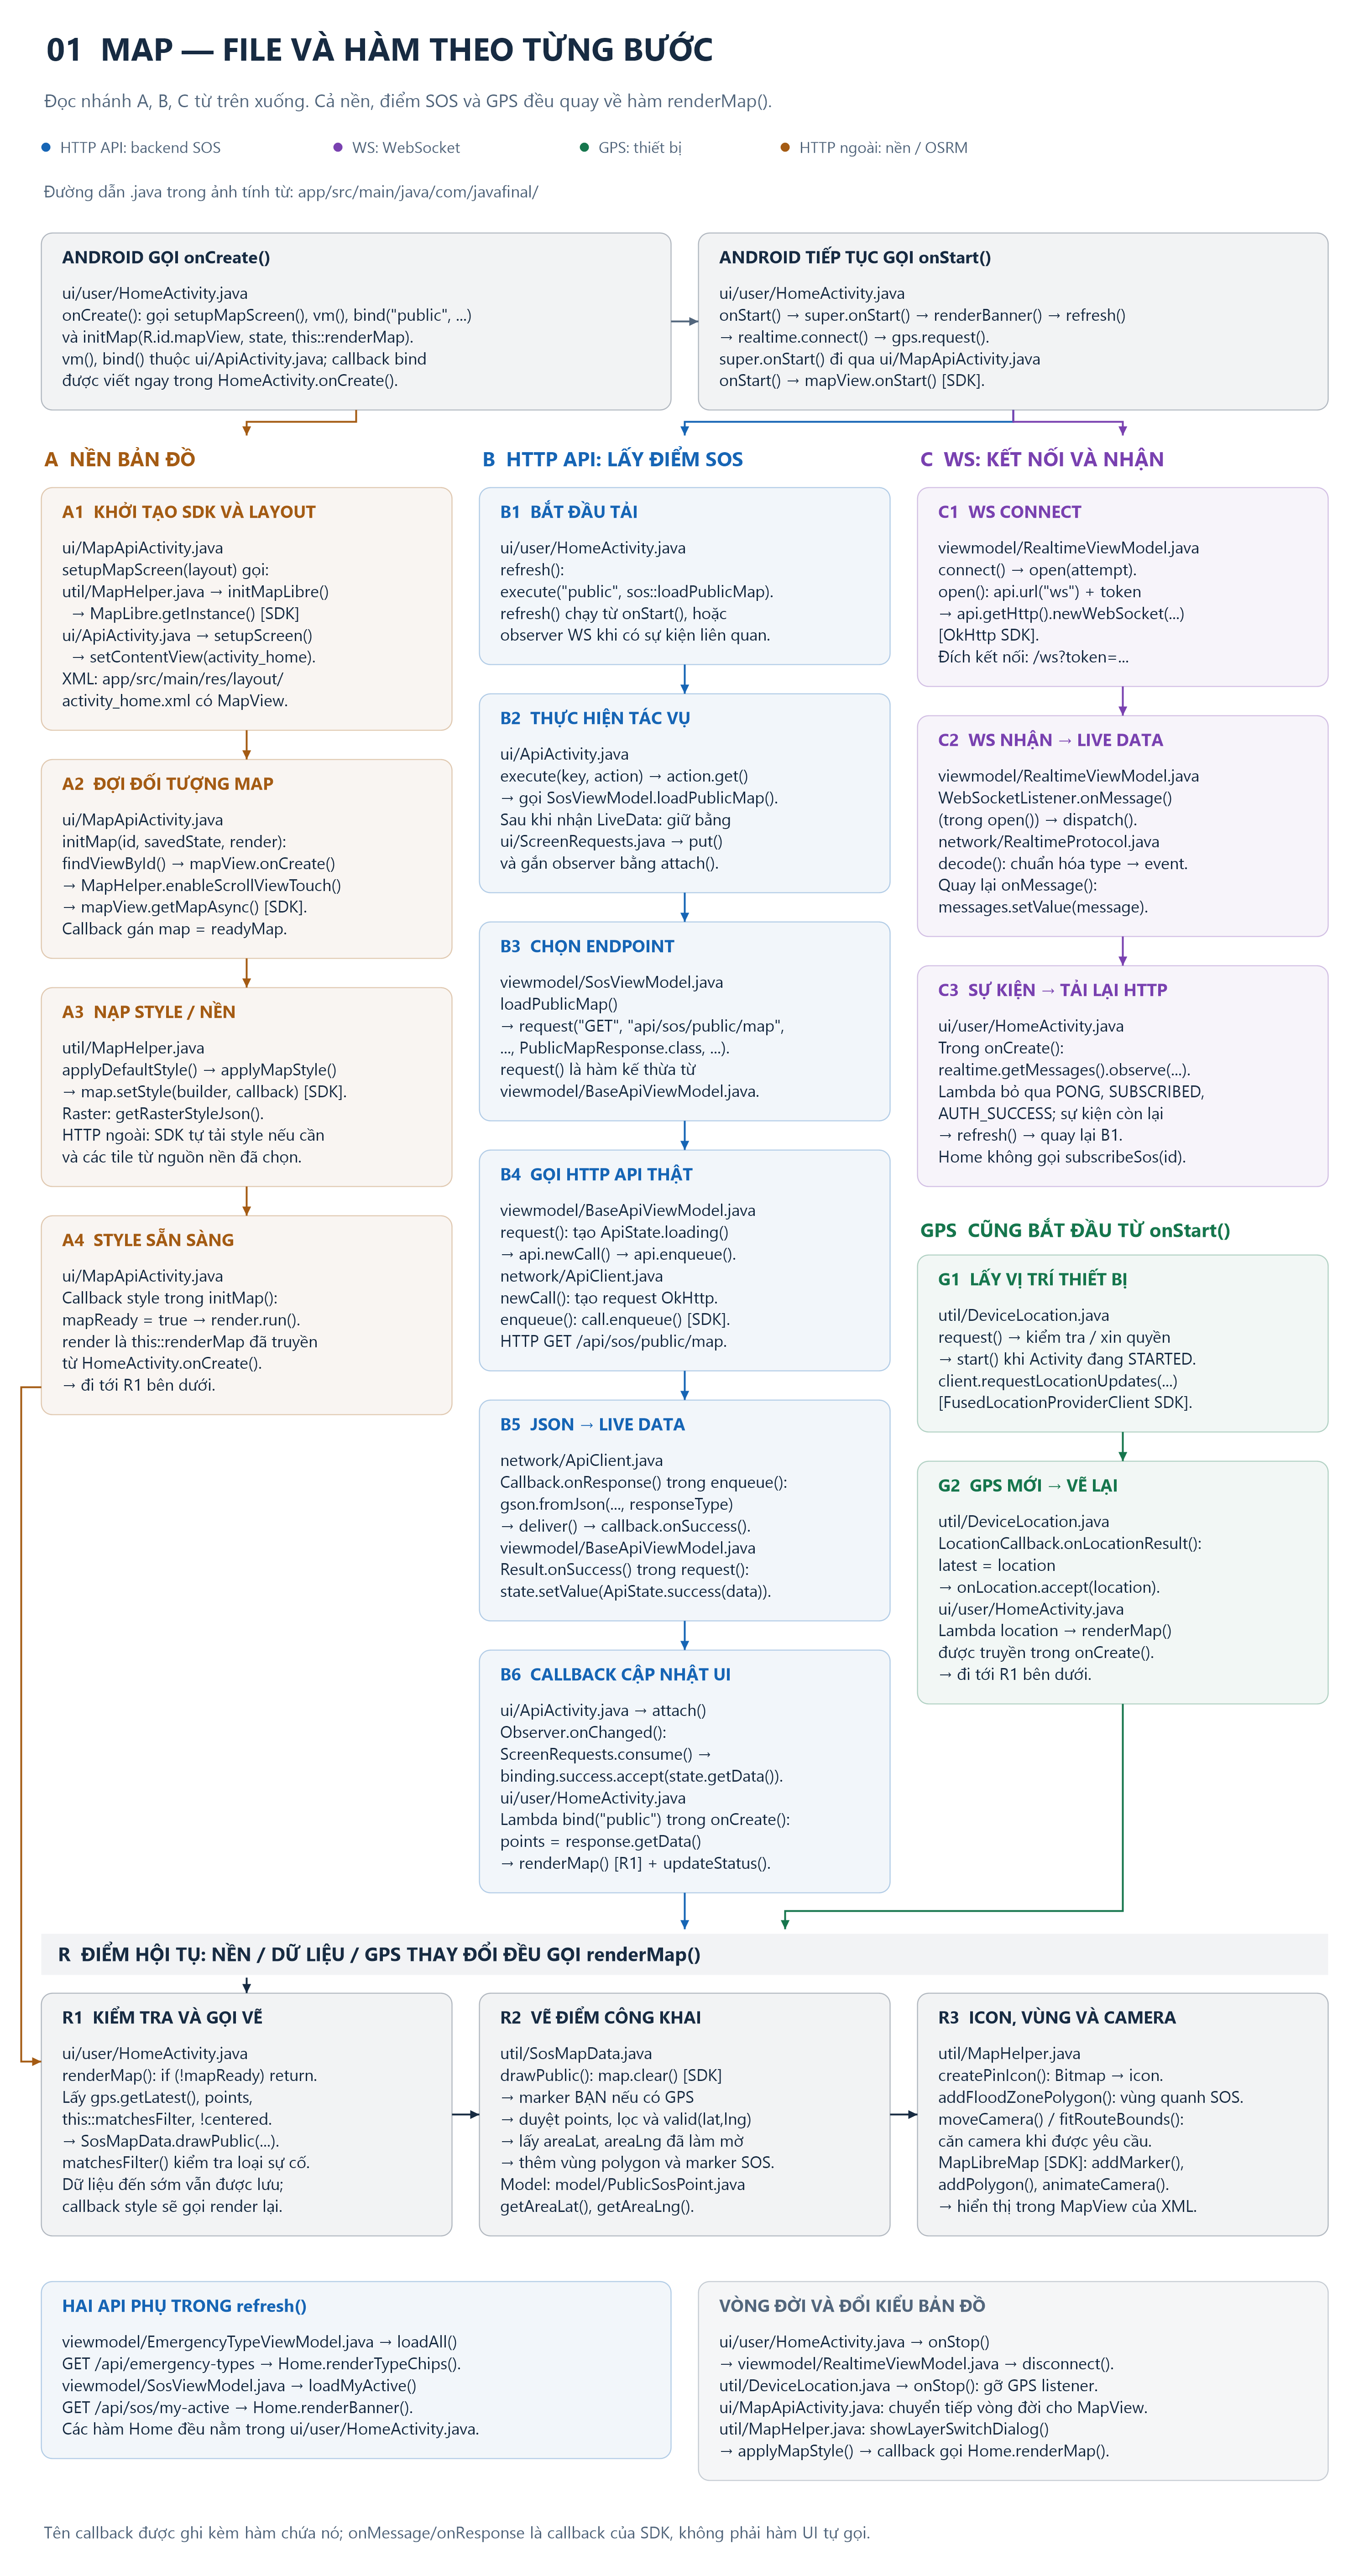 01 MAP — FILE VÀ HÀM THEO TỪNG BƯỚC
Đọc nhánh A, B, C từ trên xuống. Cả nền, điểm SOS và GPS đều quay về hàm renderMap().
HTTP API: backend SOS
WS: WebSocket
GPS: thiết bị
HTTP ngoài: nền / OSRM
Đường dẫn .java trong ảnh tính từ: app/src/main/java/com/javafinal/
ANDROID GỌI onCreate()
ui/user/HomeActivity.java
onCreate(): gọi setupMapScreen(), vm(), bind("public", ...)
và initMap(R.id.mapView, state, this::renderMap).
vm(), bind() thuộc ui/ApiActivity.java; callback bind
được viết ngay trong HomeActivity.onCreate().
ANDROID TIẾP TỤC GỌI onStart()
ui/user/HomeActivity.java
onStart() → super.onStart() → renderBanner() → refresh()
→ realtime.connect() → gps.request().
super.onStart() đi qua ui/MapApiActivity.java
onStart() → mapView.onStart() [SDK].
A NỀN BẢN ĐỒ
A1 KHỞI TẠO SDK VÀ LAYOUT
ui/MapApiActivity.java
setupMapScreen(layout) gọi:
util/MapHelper.java → initMapLibre()
→ MapLibre.getInstance() [SDK]
ui/ApiActivity.java → setupScreen()
→ setContentView(activity_home).
XML: app/src/main/res/layout/
activity_home.xml có MapView.
A2 ĐỢI ĐỐI TƯỢNG MAP
ui/MapApiActivity.java
initMap(id, savedState, render):
findViewById() → mapView.onCreate()
→ MapHelper.enableScrollViewTouch()
→ mapView.getMapAsync() [SDK].
Callback gán map = readyMap.
A3 NẠP STYLE / NỀN
util/MapHelper.java
applyDefaultStyle() → applyMapStyle()
→ map.setStyle(builder, callback) [SDK].
Raster: getRasterStyleJson().
HTTP ngoài: SDK tự tải style nếu cần
và các tile từ nguồn nền đã chọn.
A4 STYLE SẴN SÀNG
ui/MapApiActivity.java
Callback style trong initMap():
mapReady = true → render.run().
render là this::renderMap đã truyền
từ HomeActivity.onCreate().
→ đi tới R1 bên dưới.
B HTTP API: LẤY ĐIỂM SOS
B1 BẮT ĐẦU TẢI
ui/user/HomeActivity.java
refresh():
execute("public", sos::loadPublicMap).
refresh() chạy từ onStart(), hoặc
observer WS khi có sự kiện liên quan.
B2 THỰC HIỆN TÁC VỤ
ui/ApiActivity.java
execute(key, action) → action.get()
→ gọi SosViewModel.loadPublicMap().
Sau khi nhận LiveData: giữ bằng
ui/ScreenRequests.java → put()
và gắn observer bằng attach().
B3 CHỌN ENDPOINT
viewmodel/SosViewModel.java
loadPublicMap()
→ request("GET", "api/sos/public/map",
..., PublicMapResponse.class, ...).
request() là hàm kế thừa từ
viewmodel/BaseApiViewModel.java.
B4 GỌI HTTP API THẬT
viewmodel/BaseApiViewModel.java
request(): tạo ApiState.loading()
→ api.newCall() → api.enqueue().
network/ApiClient.java
newCall(): tạo request OkHttp.
enqueue: call.enqueue() [SDK].
HTTP GET /api/sos/public/map.
B5 JSON → LIVE DATA
network/ApiClient.java
Callback.onResponse() trong enqueue():
gson.fromJson(..., responseType)
→ deliver() → callback.onSuccess().
viewmodel/BaseApiViewModel.java
Result.onSuccess() trong request():
state.setValue(ApiState.success(data)).
B6 CALLBACK CẬP NHẬT UI
ui/ApiActivity.java → attach()
Observer.onChanged():
ScreenRequests.consume() →
binding.success.accept(state.getData()).
ui/user/HomeActivity.java
Lambda bind("public") trong onCreate():
points = response.getData()
→ renderMap() [R1] + updateStatus().
C WS: KẾT NỐI VÀ NHẬN
C1 WS CONNECT
viewmodel/RealtimeViewModel.java
connect() → open(attempt).
open(): api.url("ws") + token
→ api.getHttp().newWebSocket(...)
[OkHttp SDK].
Đích kết nối: /ws?token=...
C2 WS NHẬN → LIVE DATA
viewmodel/RealtimeViewModel.java
WebSocketListener.onMessage()
(trong open()) → dispatch().
network/RealtimeProtocol.java
decode(): chuẩn hóa type → event.
Quay lại onMessage():
messages.setValue(message).
C3 SỰ KIỆN → TẢI LẠI HTTP
ui/user/HomeActivity.java
Trong onCreate():
realtime.getMessages().observe(...).
Lambda bỏ qua PONG, SUBSCRIBED,
AUTH_SUCCESS; sự kiện còn lại
→ refresh() → quay lại B1.
Home không gọi subscribeSos(id).
GPS CŨNG BẮT ĐẦU TỪ onStart()
G1 LẤY VỊ TRÍ THIẾT BỊ
util/DeviceLocation.java
request() → kiểm tra / xin quyền
→ start() khi Activity đang STARTED.
client.requestLocationUpdates(...)
[FusedLocationProviderClient SDK].
G2 GPS MỚI → VẼ LẠI
util/DeviceLocation.java
LocationCallback.onLocationResult():
latest = location
→ onLocation.accept(location).
ui/user/HomeActivity.java
Lambda location → renderMap()
được truyền trong onCreate().
→ đi tới R1 bên dưới.
R ĐIỂM HỘI TỤ: NỀN / DỮ LIỆU / GPS THAY ĐỔI ĐỀU GỌI renderMap()
R1 KIỂM TRA VÀ GỌI VẼ
ui/user/HomeActivity.java
renderMap(): if (!mapReady) return.
Lấy gps.getLatest(), points,
this::matchesFilter, !centered.
→ SosMapData.drawPublic(...).
matchesFilter() kiểm tra loại sự cố.
Dữ liệu đến sớm vẫn được lưu;
callback style sẽ gọi render lại.
R2 VẼ ĐIỂM CÔNG KHAI
util/SosMapData.java
drawPublic(): map.clear() [SDK]
→ marker BẠN nếu có GPS
→ duyệt points, lọc và valid(lat,lng)
→ lấy areaLat, areaLng đã làm mờ
→ thêm vùng polygon và marker SOS.
Model: model/PublicSosPoint.java
getAreaLat(), getAreaLng().
R3 ICON, VÙNG VÀ CAMERA
util/MapHelper.java
createPinIcon(): Bitmap → icon.
addFloodZonePolygon(): vùng quanh SOS.
moveCamera() / fitRouteBounds():
căn camera khi được yêu cầu.
MapLibreMap [SDK]: addMarker(),
addPolygon(), animateCamera().
→ hiển thị trong MapView của XML.
HAI API PHỤ TRONG refresh()
viewmodel/EmergencyTypeViewModel.java → loadAll()
GET /api/emergency-types → Home.renderTypeChips().
viewmodel/SosViewModel.java → loadMyActive()
GET /api/sos/my-active → Home.renderBanner().
Các hàm Home đều nằm trong ui/user/HomeActivity.java.
VÒNG ĐỜI VÀ ĐỔI KIỂU BẢN ĐỒ
ui/user/HomeActivity.java → onStop()
→ viewmodel/RealtimeViewModel.java → disconnect().
util/DeviceLocation.java → onStop(): gỡ GPS listener.
ui/MapApiActivity.java: chuyển tiếp vòng đời cho MapView.
util/MapHelper.java: showLayerSwitchDialog()
→ applyMapStyle() → callback gọi Home.renderMap().
Tên callback được ghi kèm hàm chứa nó; onMessage/onResponse là callback của SDK, không phải hàm UI tự gọi.